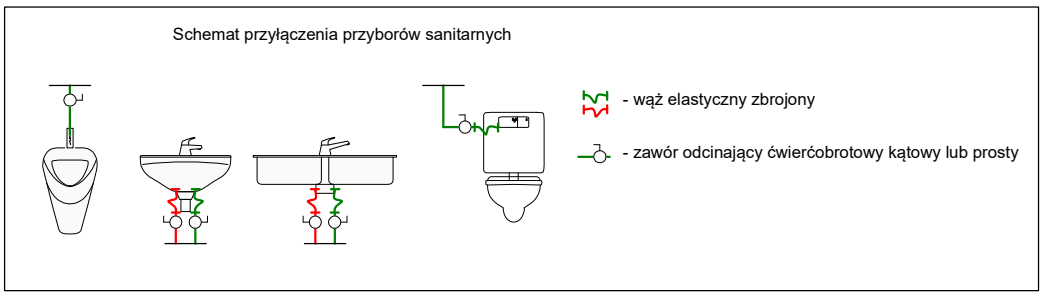 Schemat przyłączenia przyborów sanitarnych
- wąż elastyczny zbrojony
- zawór odcinający ćwierćobrotowy kątowy lub prosty